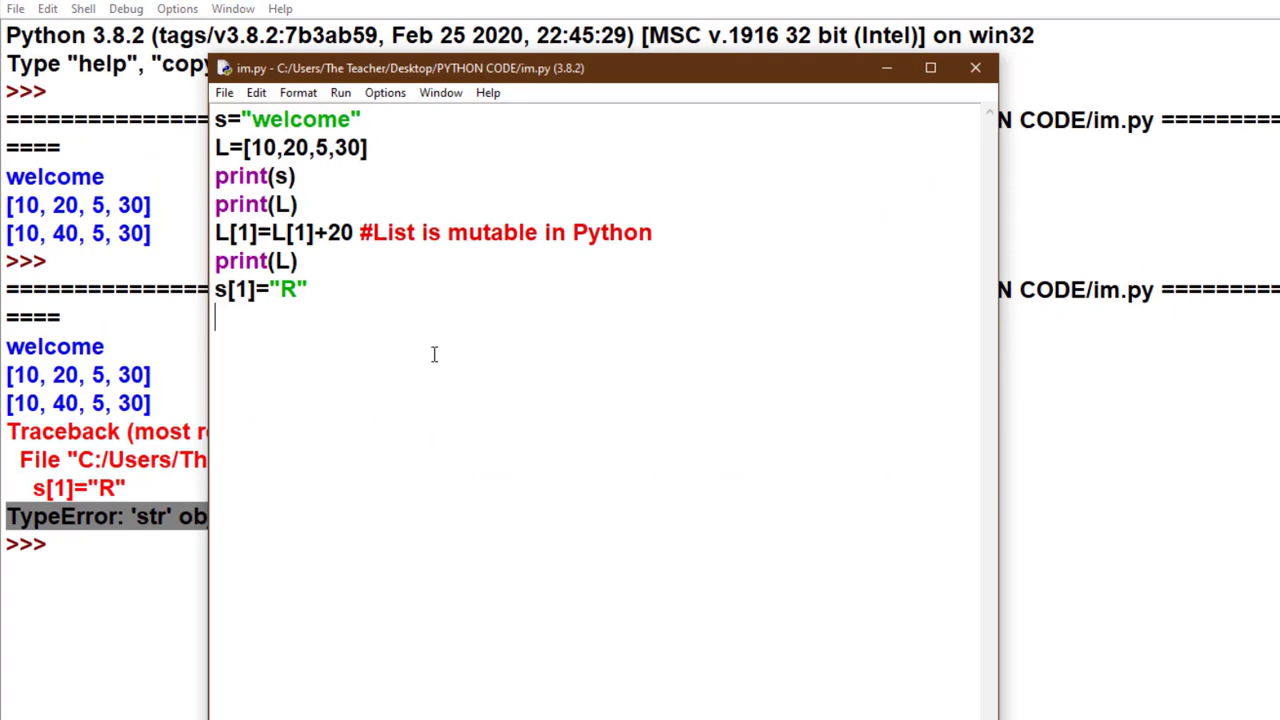 File Edit Shell Debug Options Window Help
Python 3.8.2 (tags/v3.8.2:7b3ab59, Feb 25 2020, 22:45:29) [MSC v.1916 32 bit (Intel)] on win32
Type "help", "copy
>>>
================ N CODE/im.py =========
====
welcome
[10, 20, 5, 30]
[10, 40, 5, 30]
>>>
================ N CODE/im.py =========
====
welcome
[10, 20, 5, 30]
[10, 40, 5, 30]
Traceback (most r
File "C:/Users/Th
s[1]="R"
TypeError: 'str' ob
>>>
im.py - C:/Users/The Teacher/Desktop/PYTHON CODE/im.py (3.8.2)
File Edit Format Run Options Window Help
s="welcome"
L=[10,20,5,30]
print(s)
print(L)
L[1]=L[1]+20 #List is mutable in Python
print(L)
s[1]="R"